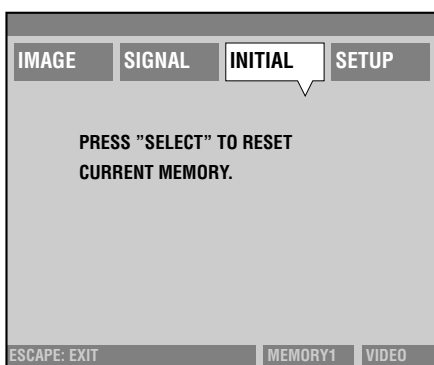 IMAGE SIGNAL INITIAL SETUP
PRESS ”SELECT” TO RESET
CURRENT MEMORY.
ESCAPE: EXIT MEMORY1 VIDEO